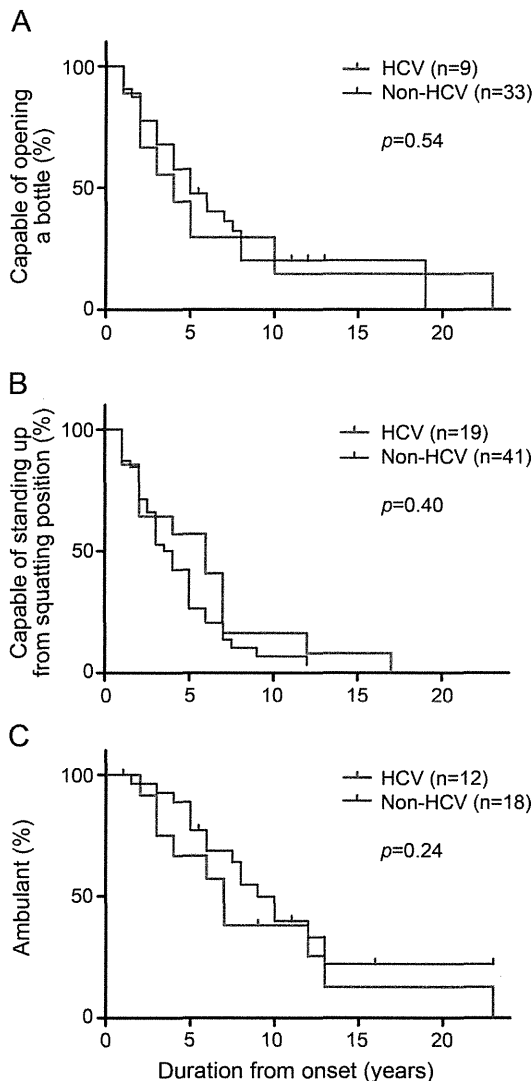 A
Capable of opening
a bottle (%)
100
50
0
HCV (n=9)
Non-HCV (n=33)
p=0.54
0 5 10 15 20
B
Capable of standing up
from squatting position (%)
100
50
0
HCV (n=19)
Non-HCV (n=41)
p=0.40
0 5 10 15 20
C
Ambulant (%)
100
50
0
HCV (n=12)
Non-HCV (n=18)
p=0.24
0 5 10 15 20
Duration from onset (years)